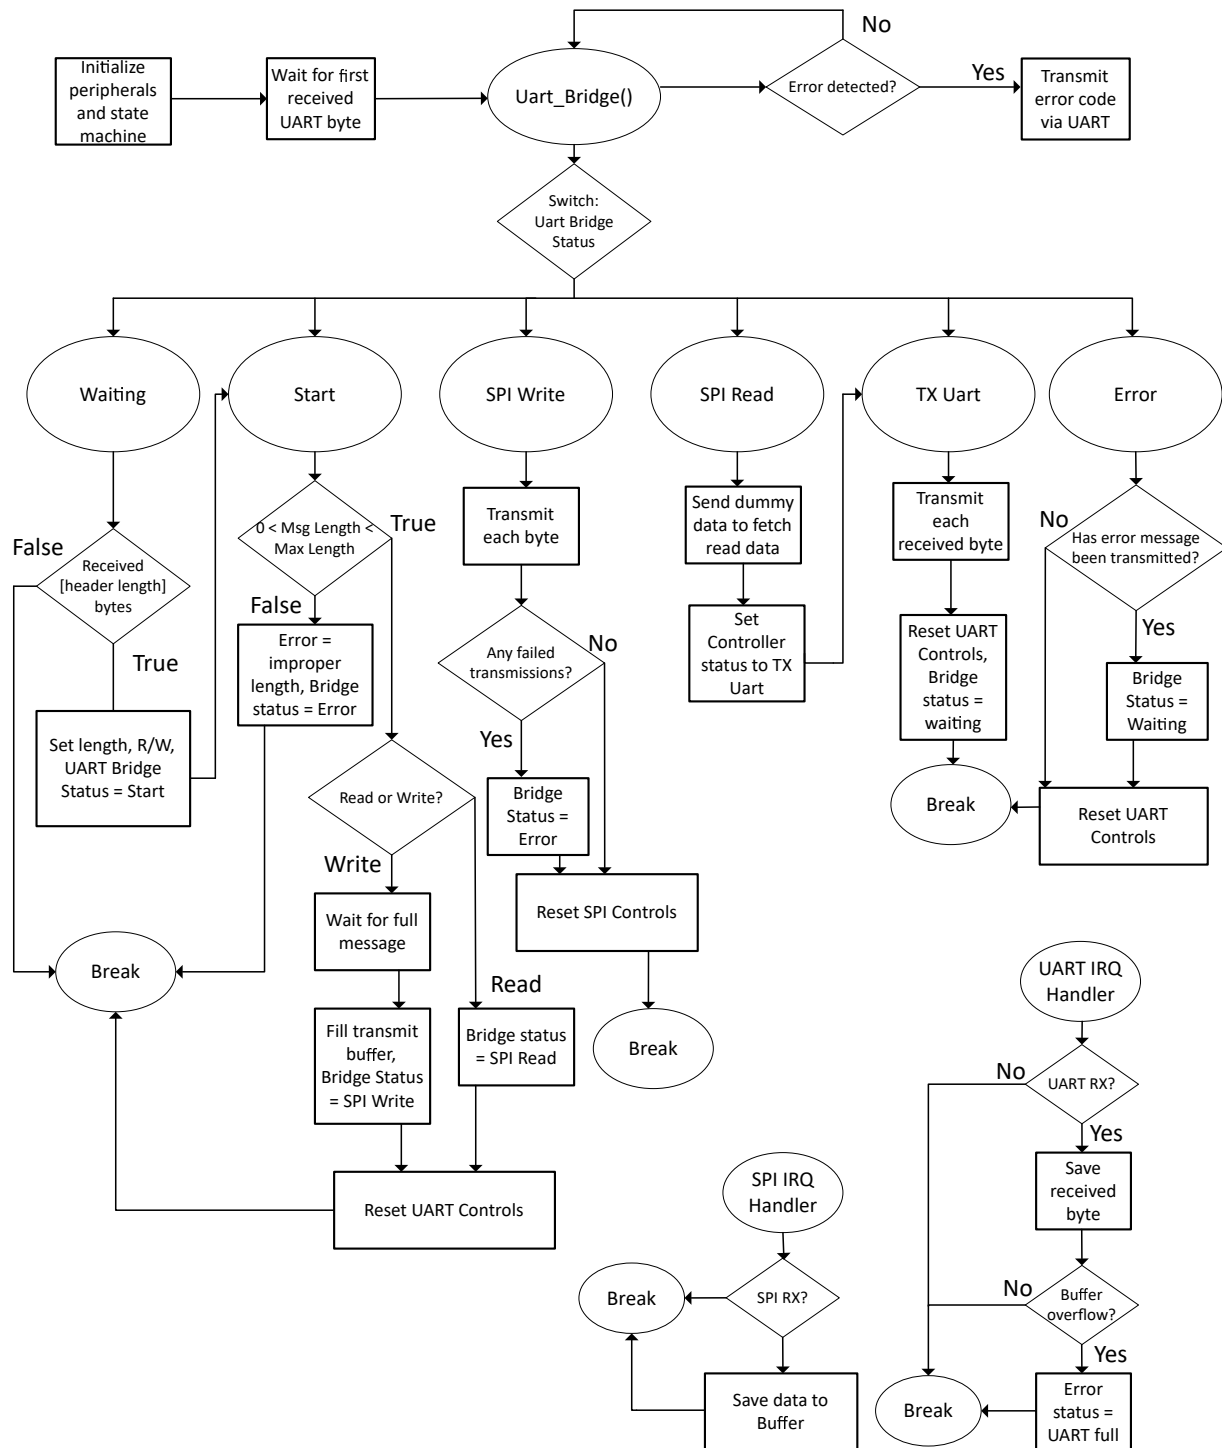 No
Initialize
peripherals
and state
machine
Wait for first
received
UART byte
Uart_Bridge()
Error detected?
Yes
Transmit
error code
via UART
Switch:
Uart Bridge
Status
Waiting
Start
SPI Write
SPI Read
TX Uart
Error
False
Received
[header length]
bytes
True
Set length, R/W,
UART Bridge
Status = Start
0 < Msg Length <
Max Length
True
False
Error =
improper
length, Bridge
status = Error
Read or Write?
Write
Wait for full
message
Fill transmit
buffer,
Bridge Status
= SPI Write
Read
Bridge status
= SPI Read
Reset UART Controls
Break
Transmit
each byte
Any failed
transmissions?
No
Yes
Bridge
Status =
Error
Reset SPI Controls
Break
Send dummy
data to fetch
read data
Set
Controller
status to TX
Uart
Transmit
each
received byte
Reset UART
Controls,
Bridge
status =
waiting
Break
No
Has error message
been transmitted?
Yes
Bridge
Status =
Waiting
Reset UART
Controls
SPI IRQ
Handler
SPI RX?
Break
Save data to
Buffer
UART IRQ
Handler
No
UART RX?
Yes
Save
received
byte
No
Buffer
overflow?
Yes
Error
status =
UART full
Break